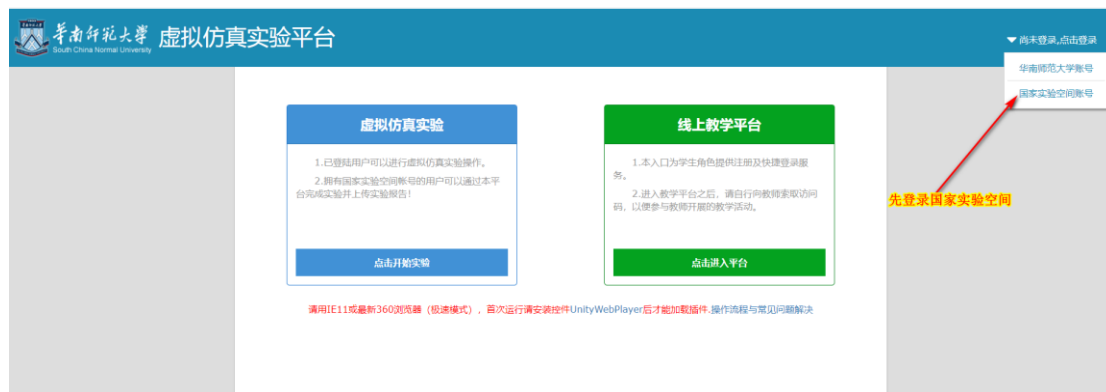 华南师范大学 虚拟仿真实验平台
South China Normal University
尚未登录,点击登录
华南师范大学账号
国家实验空间账号
虚拟仿真实验
1.已登陆用户可以进行虚拟仿真实验操作。
2.拥有国家实验空间帐号的用户可以通过本平
台完成实验并上传实验报告!
点击开始实验
线上教学平台
1.本入口为学生角色提供注册及快捷登录服
务。
2.进入教学平台之后，请自行向教师索取访问
码，以便参与教师开展的教学活动。
点击进入平台
先登录国家实验空间
请用IE11或最新360浏览器（极速模式），首次运行请安装控件UnityWebPlayer后才能加载插件.操作流程与常见问题解决